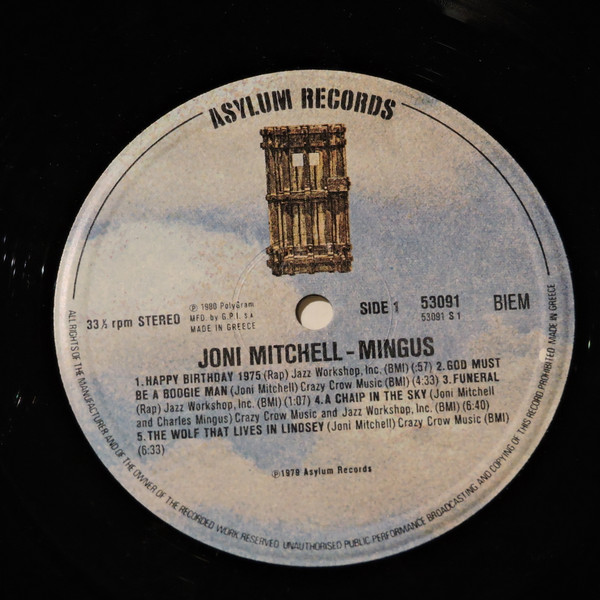 ASYLUM RECORDS
33⅓ rpm STEREO
℗ 1980 PolyGram
MFD. by G.P.I. s.a
MADE IN GREECE
SIDE 1
53091
53091 S 1
BIEM
JONI MITCHELL - MINGUS
1.HAPPY BIRTHDAY 1975 (Rap) Jazz Workshop, Inc. (BMI) (:57) 2.GOD MUST
BE A BOOGIE MAN (Joni Mitchell) Crazy Crow Music (BMI) (4:33) 3.FUNERAL
(Rap) Jazz Workshop, Inc. (BMI) (1:07) 4.A CHAIP IN THE SKY (Joni Mitchell
and Charles Mingus) Crazy Crow Music and Jazz Workshop, Inc. (BMI) (6:40)
5.THE WOLF THAT LIVES IN LINDSEY (Joni Mitchell) Crazy Crow Music (BMI)
(6:33)
℗1979 Asylum Records
ALL RIGHTS OF THE MANUFACTURER AND OF THE OWNER OF THE RECORDED WORK RESERVED UNAUTHORISED PUBLIC PERFORMANCE BROADCASTING AND COPYING OF THIS RECORD PROHIBITED MADE IN GREECE